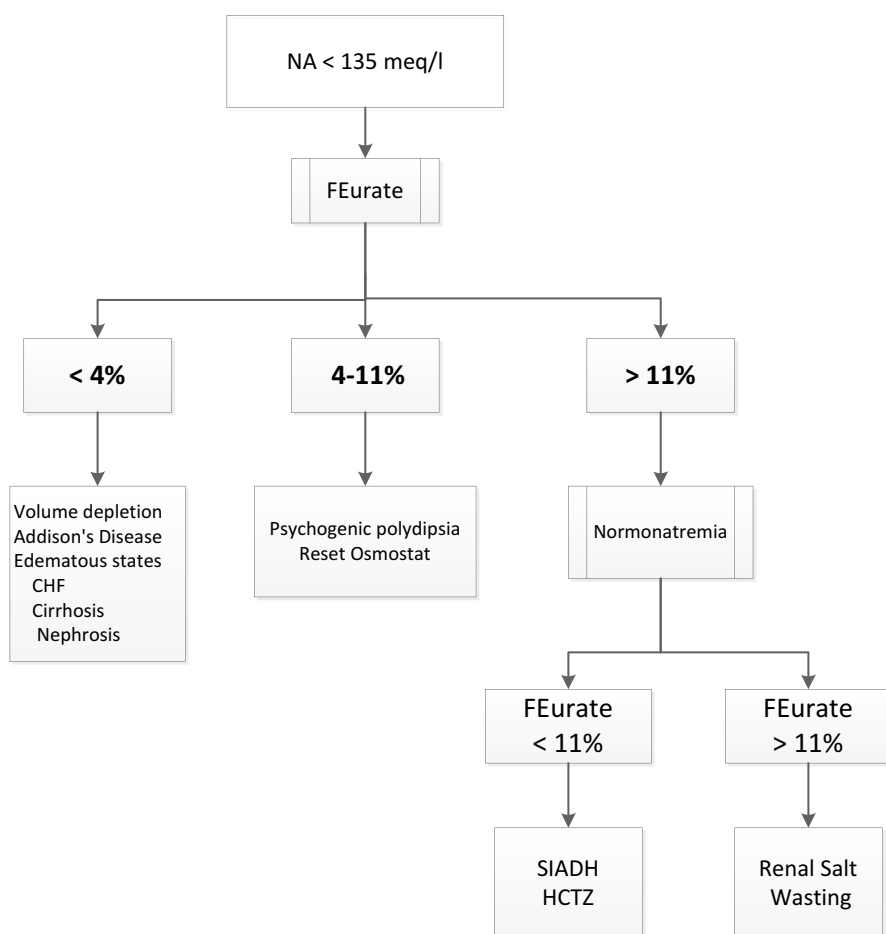 NA < 135 meq/l
FEurate
< 4%
4-11%
> 11%
Volume depletion
Addison's Disease
Edematous states
CHF
Cirrhosis
Nephrosis
Psychogenic polydipsia
Reset Osmostat
Normonatremia
FEurate
< 11%
FEurate
> 11%
SIADH
HCTZ
Renal Salt
Wasting